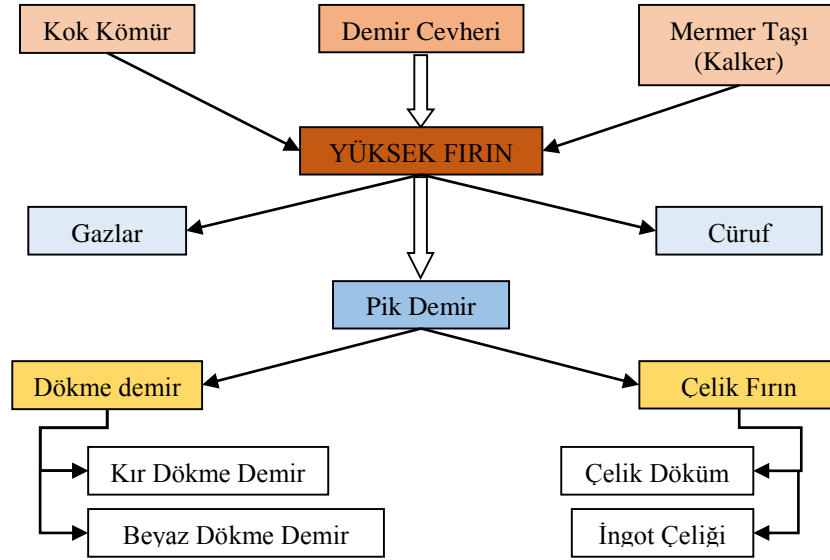 Kok Kömür
Demir Cevheri
Mermer Taşı
(Kalker)
YÜKSEK FIRIN
Gazlar
Cüruf
Pik Demir
Dökme demir
Çelik Fırın
Kır Dökme Demir
Çelik Döküm
Beyaz Dökme Demir
İngot Çeliği